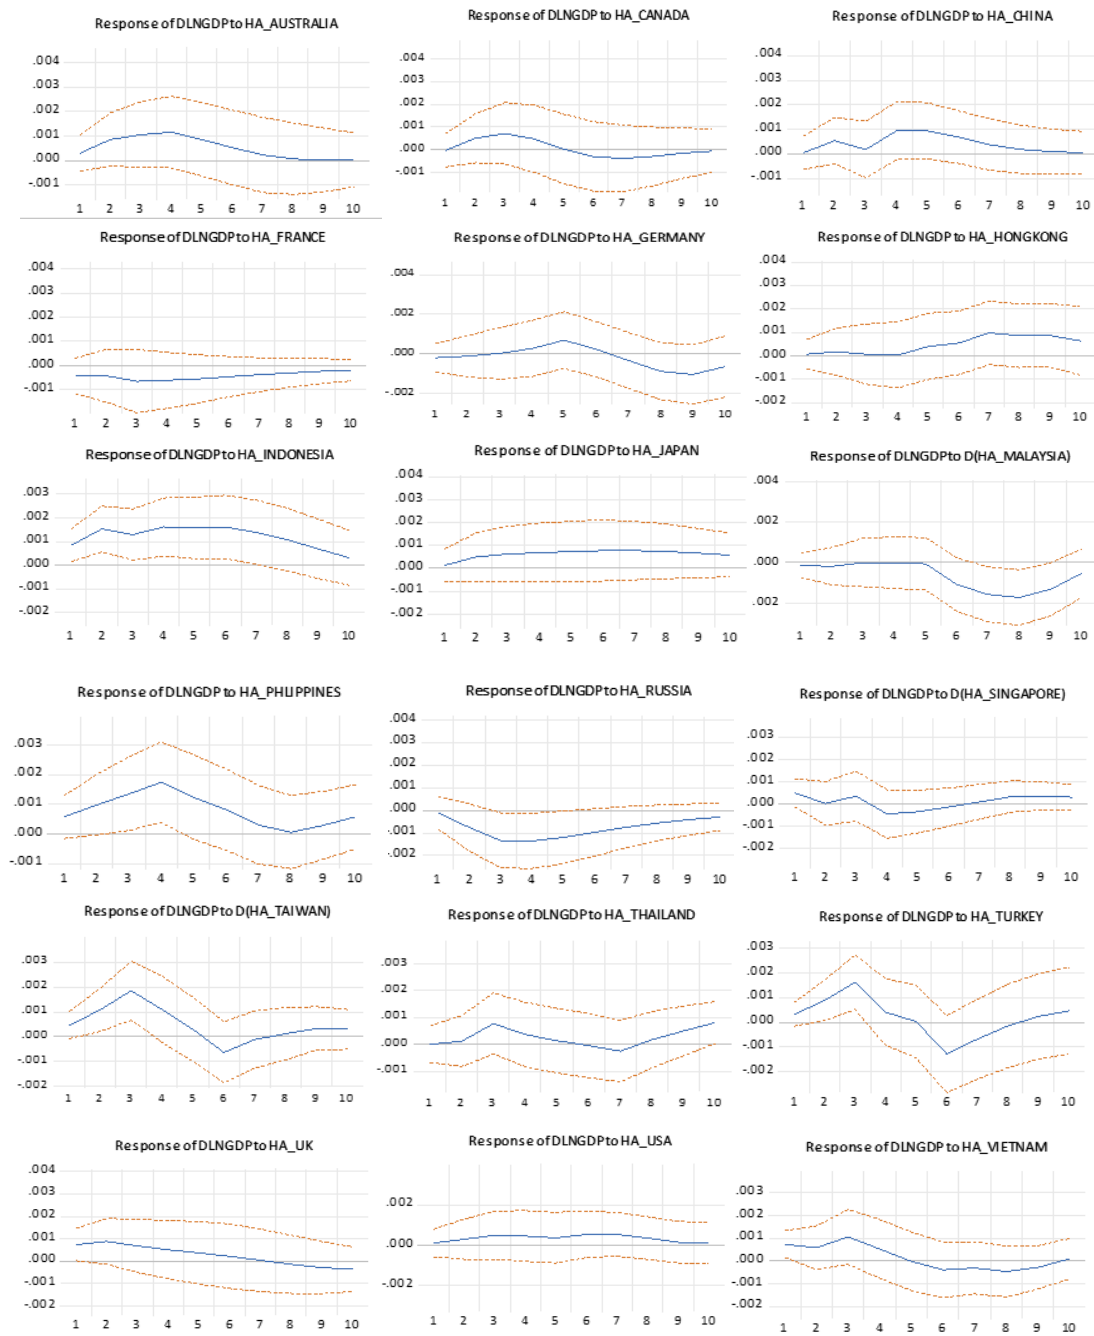 Response of DLNGDP to HA_AUSTRALIA
.004
.003
.002
.001
.000
-.001
1 2 3 4 5 6 7 8 9 10
Response of DLNGDP to HA_CANADA
.004
.003
.002
.001
.000
-.001
1 2 3 4 5 6 7 8 9 10
Response of DLNGDP to HA_CHINA
.004
.003
.002
.001
.000
-.001
1 2 3 4 5 6 7 8 9 10
Response of DLNGDP to HA_FRANCE
.004
.003
.002
.001
.000
-.001
1 2 3 4 5 6 7 8 9 10
Response of DLNGDP to HA_GERMANY
.004
.002
.000
-.002
1 2 3 4 5 6 7 8 9 10
Response of DLNGDP to HA_HONGKONG
.004
.003
.002
.001
.000
-.001
-.002
1 2 3 4 5 6 7 8 9 10
Response of DLNGDP to HA_INDONESIA
.003
.002
.001
.000
-.001
-.002
1 2 3 4 5 6 7 8 9 10
Response of DLNGDP to HA_JAPAN
.004
.003
.002
.001
.000
-.001
-.002
1 2 3 4 5 6 7 8 9 10
Response of DLNGDP to D(HA_MALAYSIA)
.004
.002
.000
.002
1 2 3 4 5 6 7 8 9 10
Response of DLNGDP to HA_PHILIPPINES
.003
.002
.001
.000
-.001
1 2 3 4 5 6 7 8 9 10
Response of DLNGDP to HA_RUSSIA
.004
.003
.002
.001
.000
-.001
-.002
1 2 3 4 5 6 7 8 9 10
Response of DLNGDP to D(HA_SINGAPORE)
.003
.002
.001
.000
-.001
-.002
1 2 3 4 5 6 7 8 9 10
Response of DLNGDP to D(HA_TAIWAN)
.003
.002
.001
.000
-.001
-.002
1 2 3 4 5 6 7 8 9 10
Response of DLNGDP to HA_THAILAND
.003
.002
.001
.000
-.001
1 2 3 4 5 6 7 8 9 10
Response of DLNGDP to HA_TURKEY
.003
.002
.001
.000
-.001
-.002
1 2 3 4 5 6 7 8 9 10
Response of DLNGDP to HA_UK
.004
.003
.002
.001
.000
-.001
-.002
1 2 3 4 5 6 7 8 9 10
Response of DLNGDP to HA_USA
.002
.000
-.002
1 2 3 4 5 6 7 8 9 10
Response of DLNGDP to HA_VIETNAM
.003
.002
.001
.000
-.001
-.002
1 2 3 4 5 6 7 8 9 10